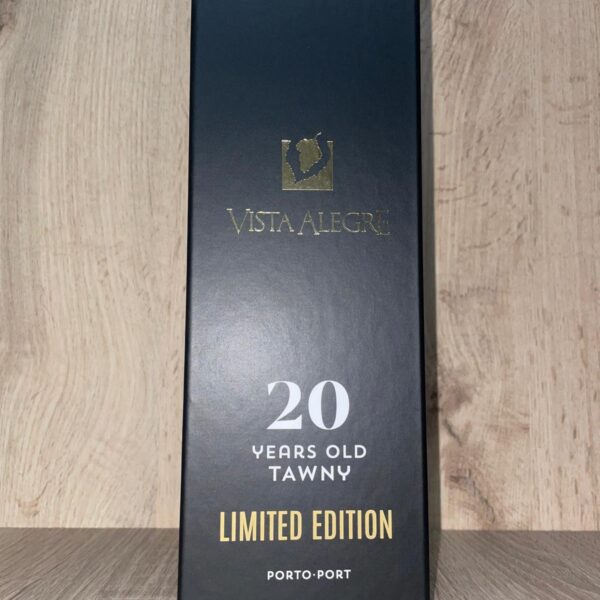 VISTA ALEGRE
20
YEARS OLD
TAWNY
LIMITED EDITION
PORTO·PORT